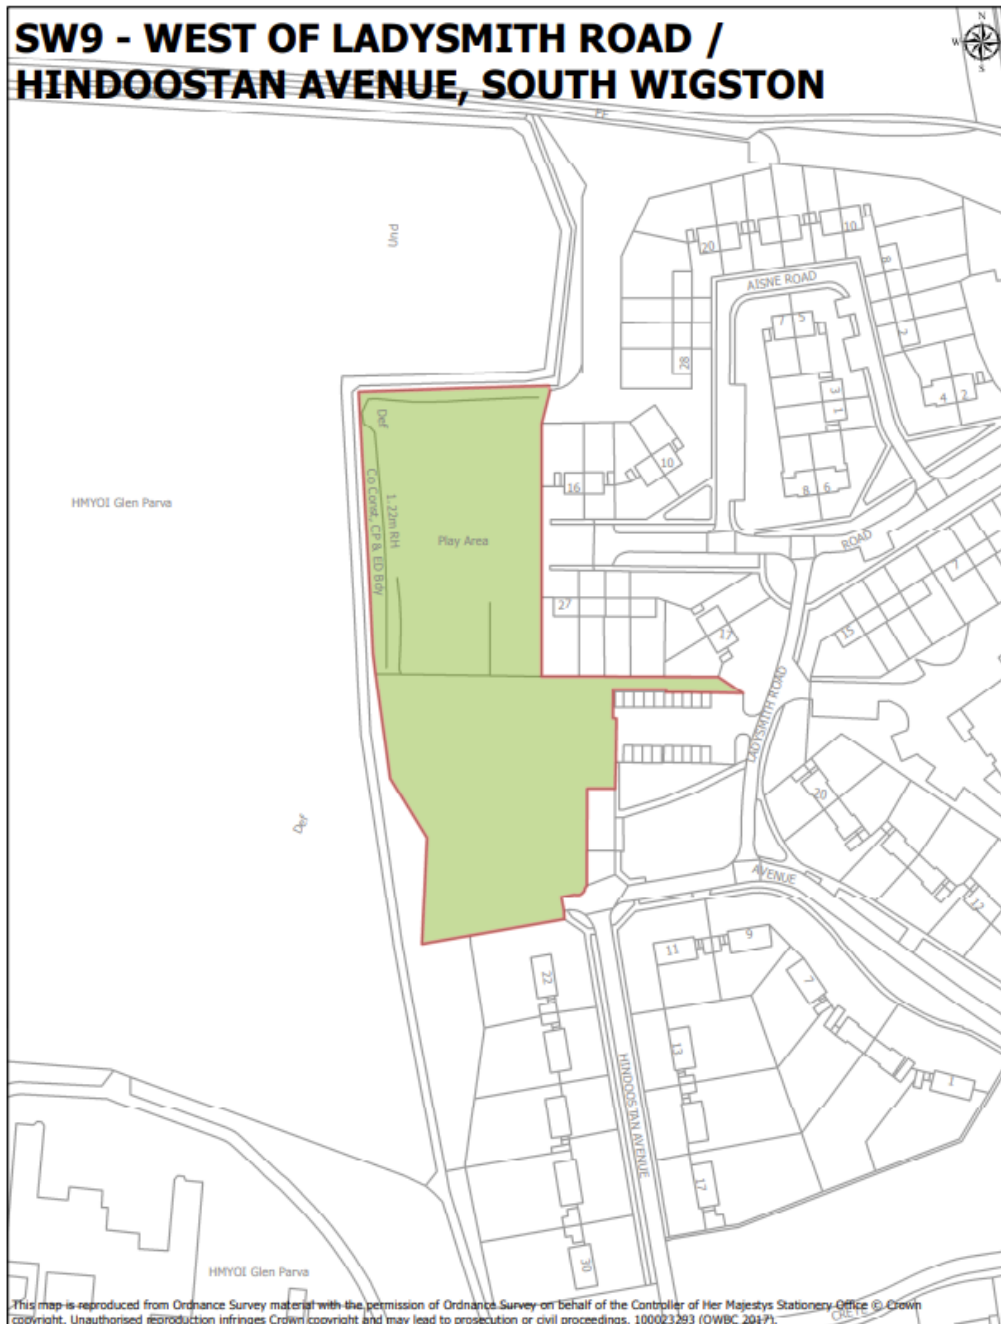 SW9 - WEST OF LADYSMITH ROAD /
HINDOOSTAN AVENUE, SOUTH WIGSTON
N
W
S
FF
Und
10
20
8
AISNE ROAD
7
5
2
28
3
1
4
2
Def
10
16
8
6
HMYOI Glen Parva
1.22m RH
Co Const, CP & ED Bdy
Play Area
ROAD
7
27
17
15
LADYSMITH ROAD
20
Def
AVENUE
12
11
9
22
7
13
1
HINDOOSTAN AVENUE
17
30
HMYOI Glen Parva
CRETE
This map is reproduced from Ordnance Survey material with the permission of Ordnance Survey on behalf of the Controller of Her Majestys Stationery Office © Crown
copyright. Unauthorised reproduction infringes Crown copyright and may lead to prosecution or civil proceedings. 100023293 (OWBC 2017).